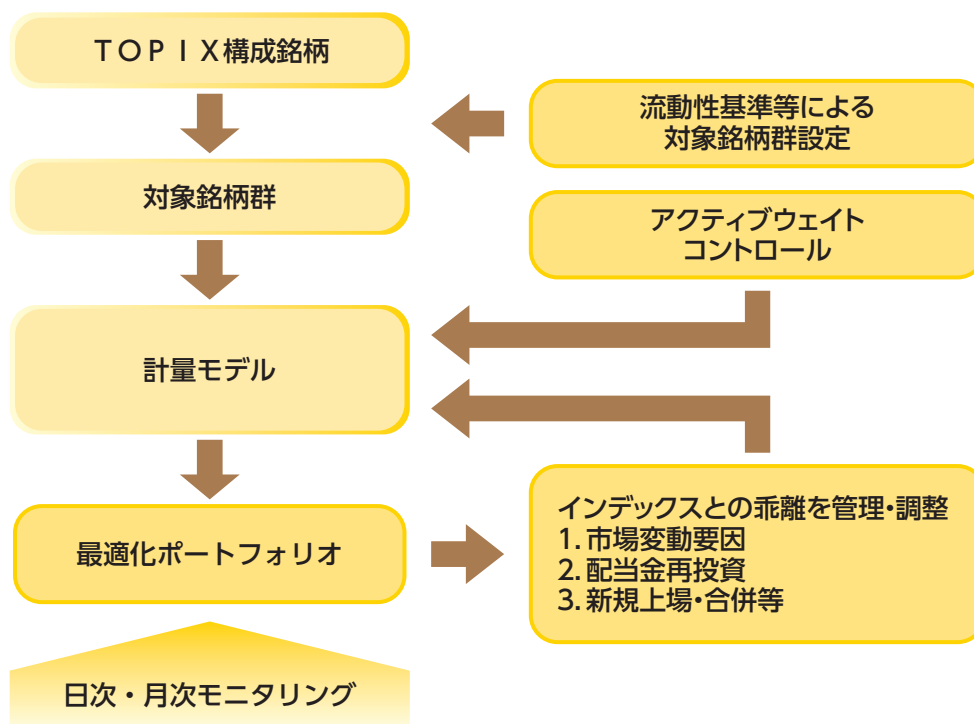 ＴＯＰＩＸ構成銘柄
流動性基準等による
対象銘柄群設定
対象銘柄群
アクティブウェイト
コントロール
計量モデル
最適化ポートフォリオ
インデックスとの乖離を管理・調整
1. 市場変動要因
2. 配当金再投資
3. 新規上場・合併等
日次・月次モニタリング